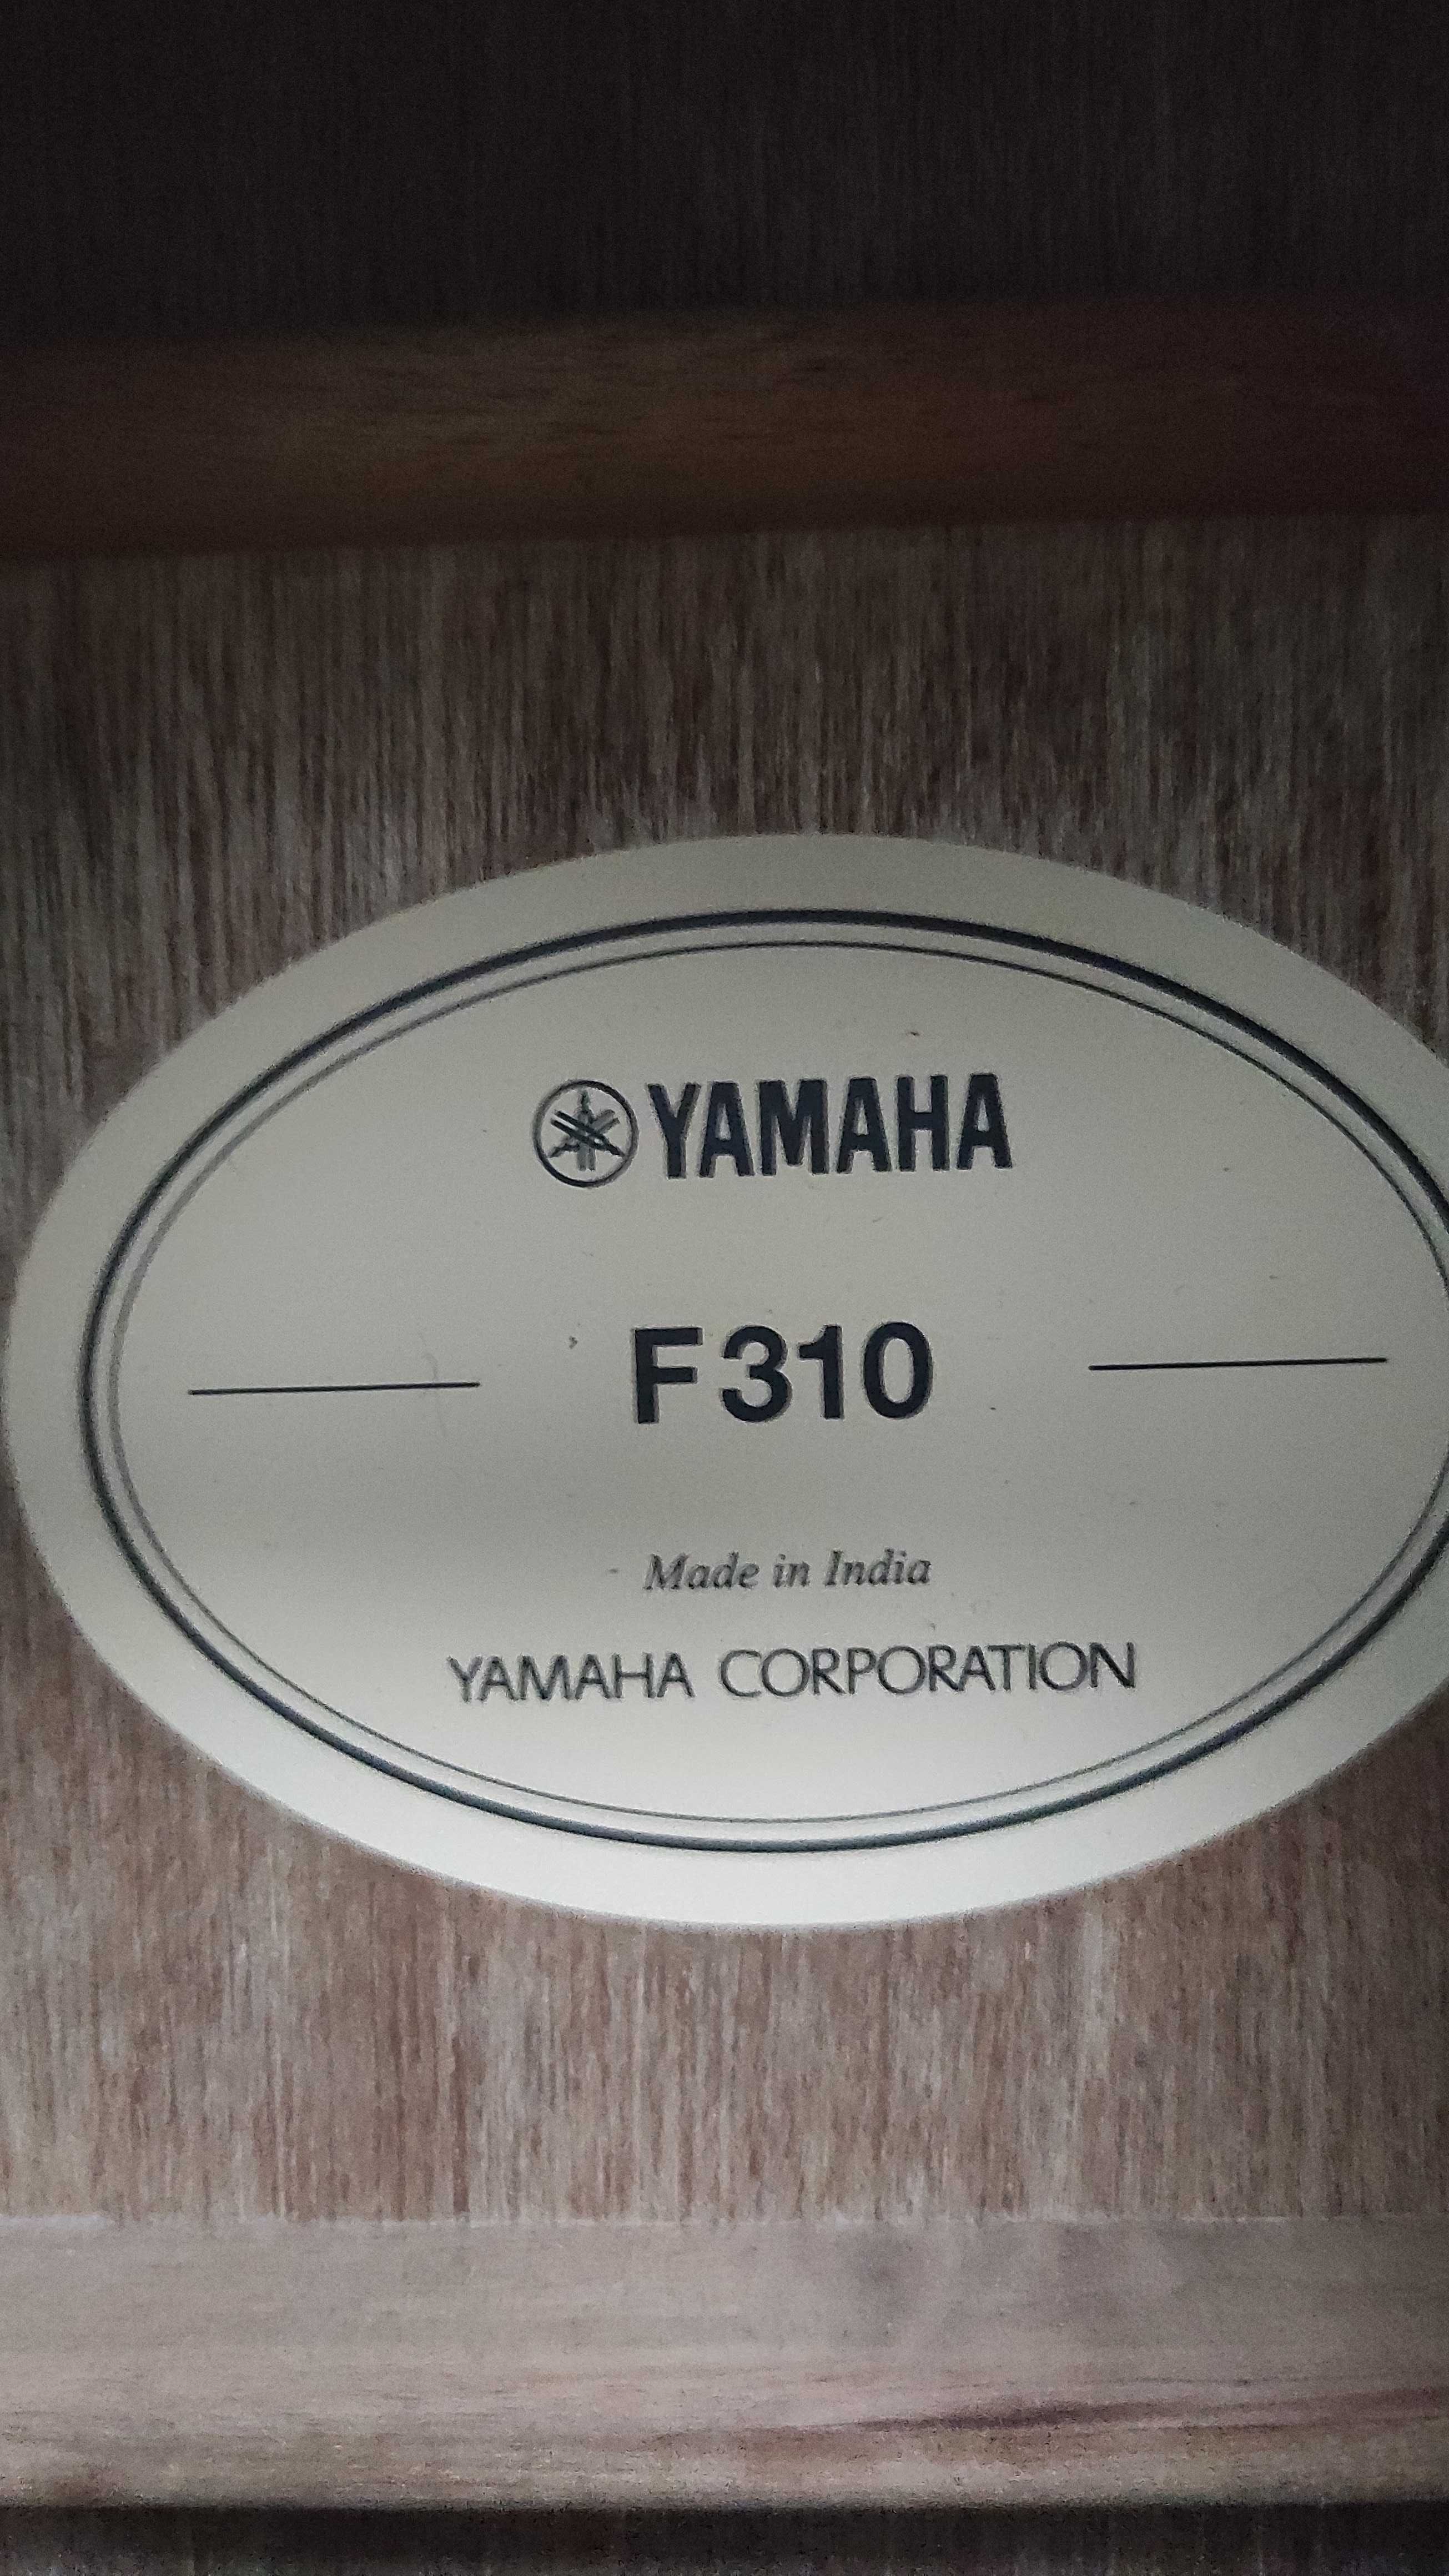 YAMAHA
F310
Made in India
YAMAHA CORPORATION